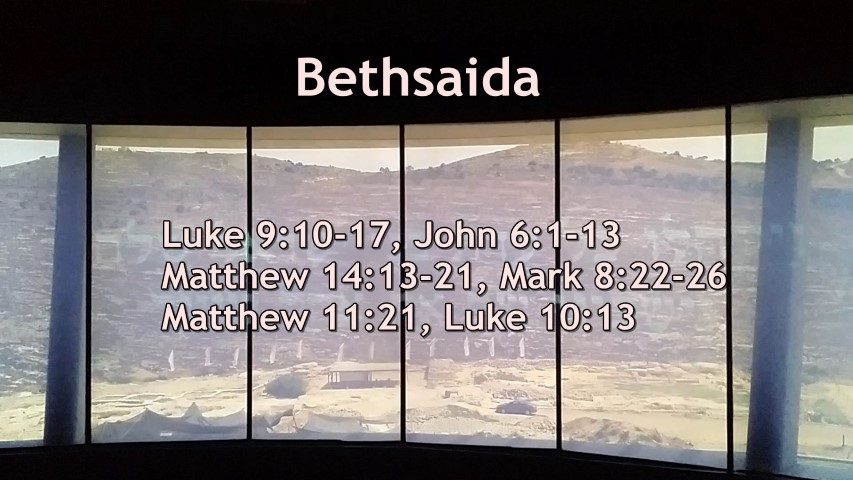 Bethsaida
Luke 9:10-17, John 6:1-13
Matthew 14:13-21, Mark 8:22-26
Matthew 11:21, Luke 10:13